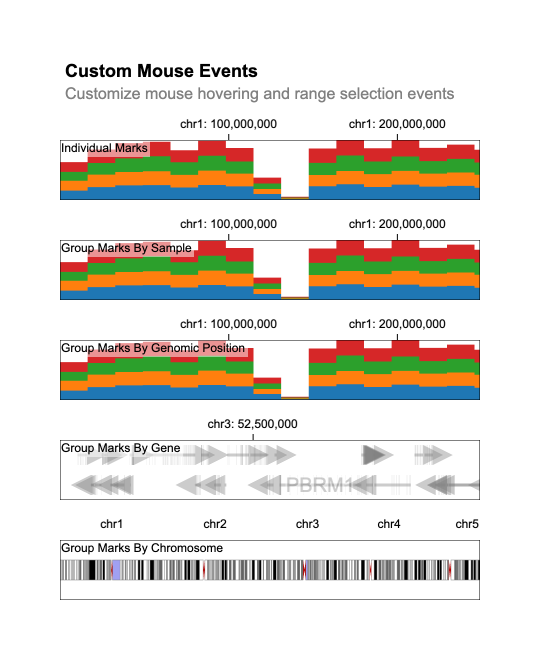 Custom Mouse Events
Customize mouse hovering and range selection events
chr1: 100,000,000 chr1: 200,000,000
Individual Marks
chr1: 100,000,000 chr1: 200,000,000
Group Marks By Sample
chr1: 100,000,000 chr1: 200,000,000
Group Marks By Genomic Position
chr3: 52,500,000
Group Marks By Gene
PBRM1
chr1 chr2 chr3 chr4 chr5
Group Marks By Chromosome